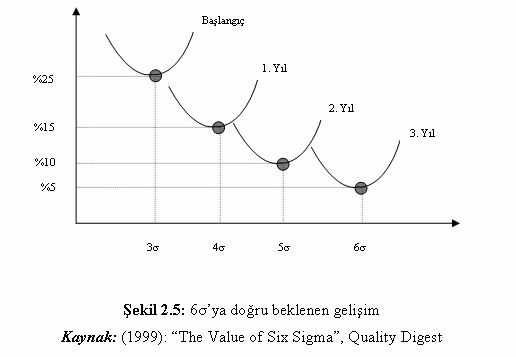 Başlangıç
1. Yıl
2. Yıl
3. Yıl
%25
%15
%10
%5
3σ 4σ 5σ 6σ
Şekil 2.5: 6σ’ya doğru beklenen gelişim
Kaynak: (1999): “The Value of Six Sigma”, Quality Digest